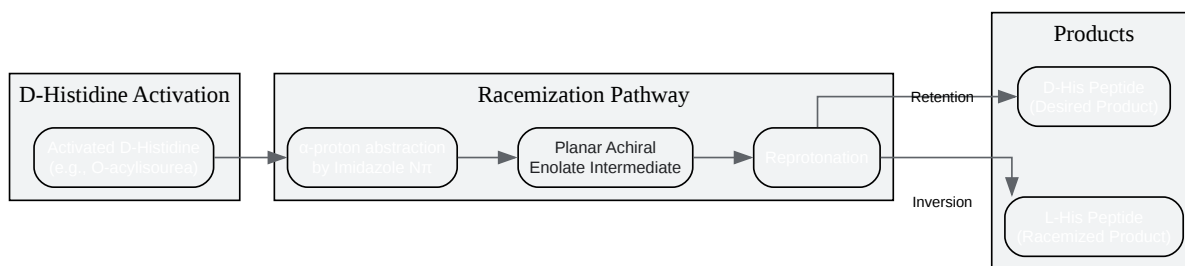 Products
D-Histidine Activation
Racemization Pathway
Activated D-Histidine
(e.g., O-acylisourea)
α-proton abstraction
by Imidazole Nπ
Planar Achiral
Enolate Intermediate
Reprotonation
Retention
D-His Peptide
(Desired Product)
Inversion
L-His Peptide
(Racemized Product)